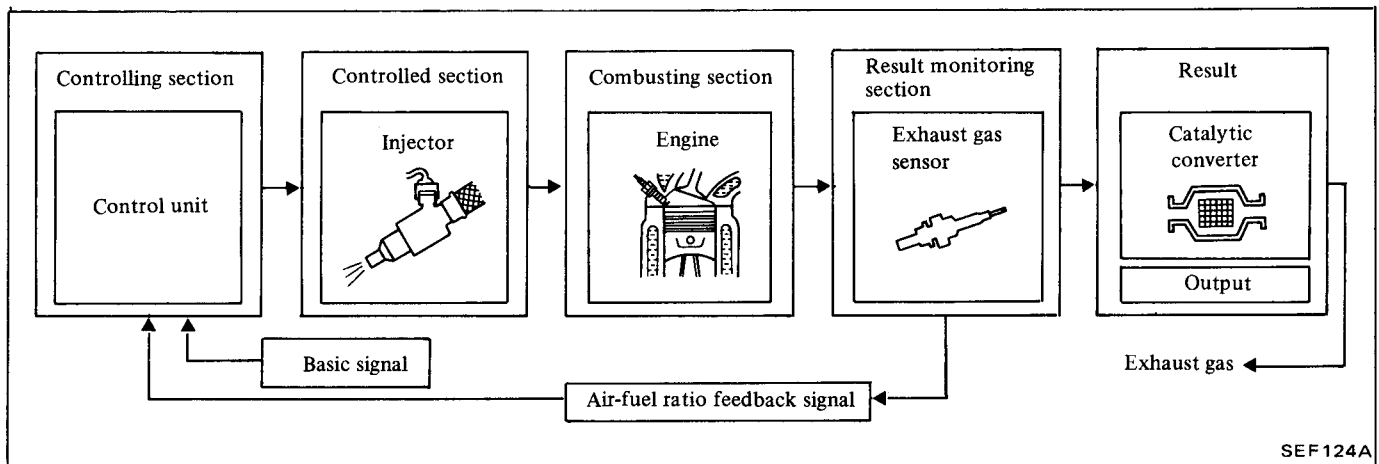 Controlling section
Control unit
Controlled section
Injector
Combusting section
Engine
Result monitoring
section
Exhaust gas
sensor
Result
Catalytic
converter
Output
Basic signal
Air-fuel ratio feedback signal
Exhaust gas
SEF124A